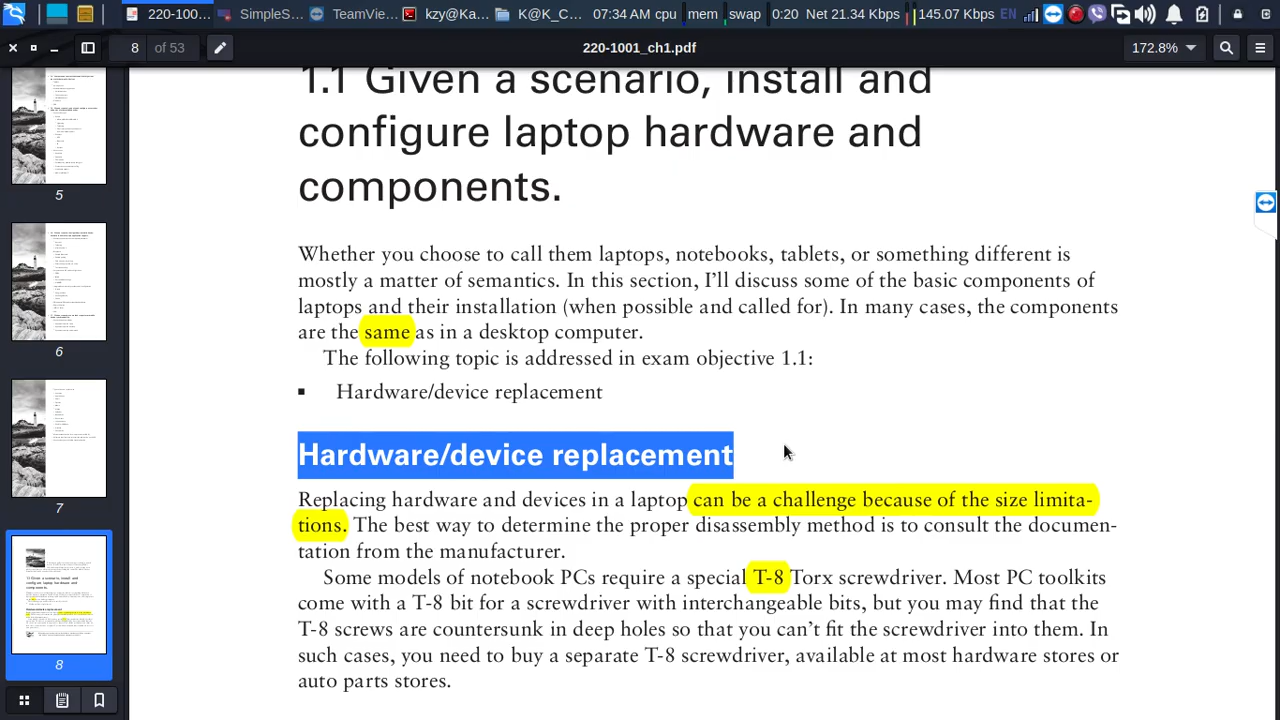 220-100...
SimpleS...
TeamVie...
kzy@Ka...
@K_C...
07:34 AM cpu
mem
swap
0.00 Net 21.34 Kbps
145.07 Kbps
EN
8 of 53
220-1001_ch1.pdf
172.8%
5
6
7
8
Given a scenario, install and
configure laptop hardware and
components.
Whether you choose to call them laptops, notebooks, tablets, or something different is
mostly a matter of semantics. In this section, I'll discuss some of the basic components of
laptops and their installation (when possible and called for). In many cases, the components
are the same as in a desktop computer.
The following topic is addressed in exam objective 1.1:
■ Hardware/device replacement
Hardware/device replacement
Replacing hardware and devices in a laptop can be a challenge because of the size limita-
tions. The best way to determine the proper disassembly method is to consult the documen-
tation from the manufacturer.
Some models of notebook PCs require special T-8 Torx screwdrivers. Most PC toolkits
come with a T-8 bit for a screwdriver with interchangeable bits, but you may find that the
T-8 screws are countersunk in deep holes so that you can't fit the screwdriver into them. In
such cases, you need to buy a separate T-8 screwdriver, available at most hardware stores or
auto parts stores.